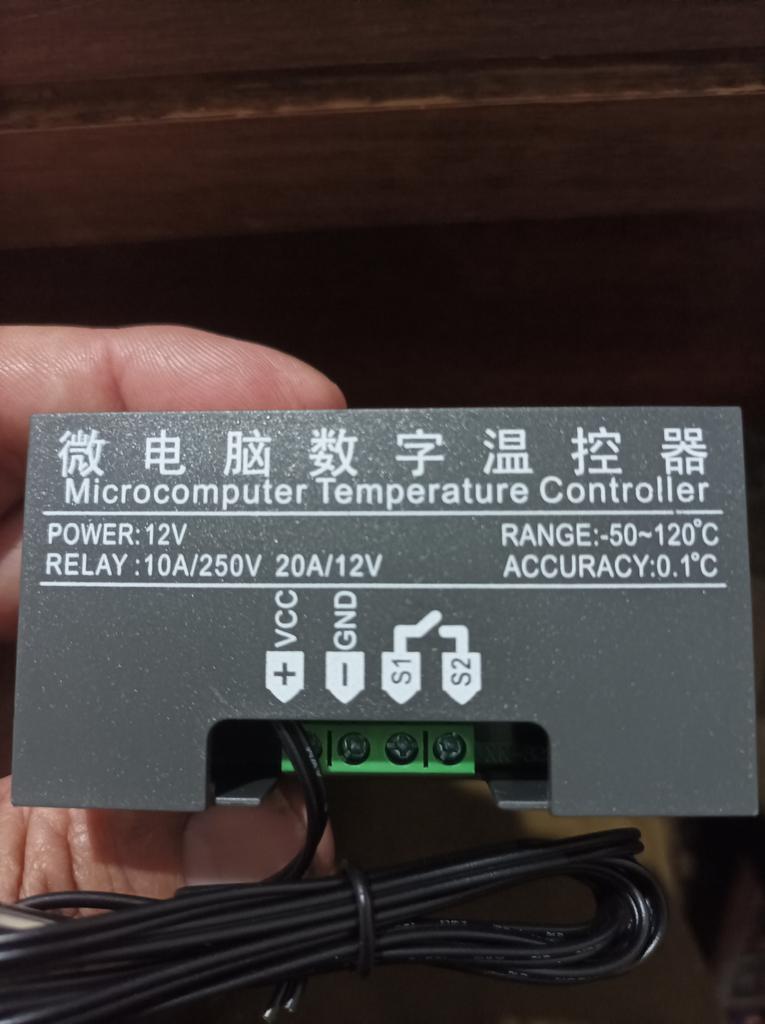 微电脑数字温控器
Microcomputer Temperature Controller
POWER:12V RANGE:-50~120°C
RELAY :10A/250V 20A/12V ACCURACY:0.1°C
VCC GND
+ − S1 S2